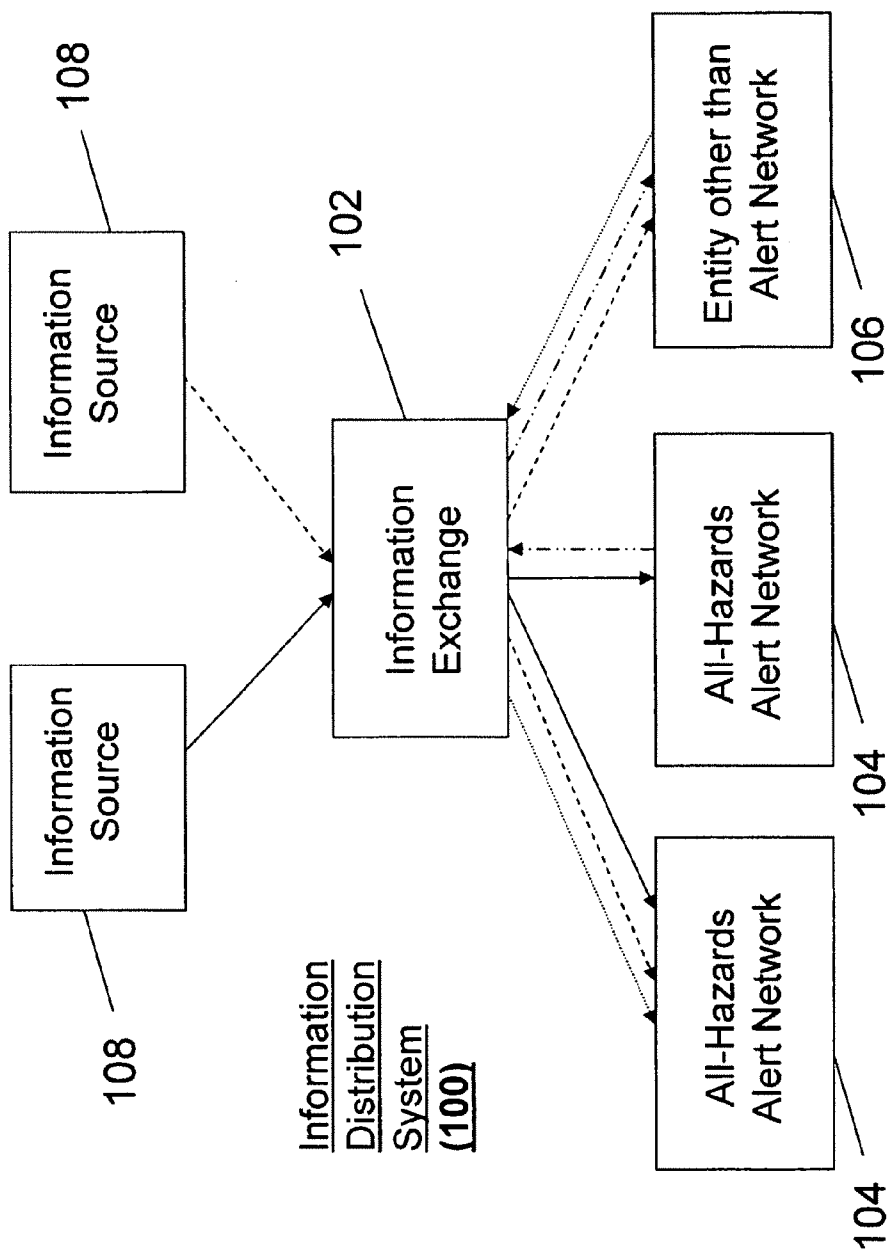 108
108
Information
Source
Information
Source
102
Information
Exchange
Information
Distribution
System
(100)
All-Hazards
Alert Network
All-Hazards
Alert Network
Entity other than
Alert Network
104
104
106